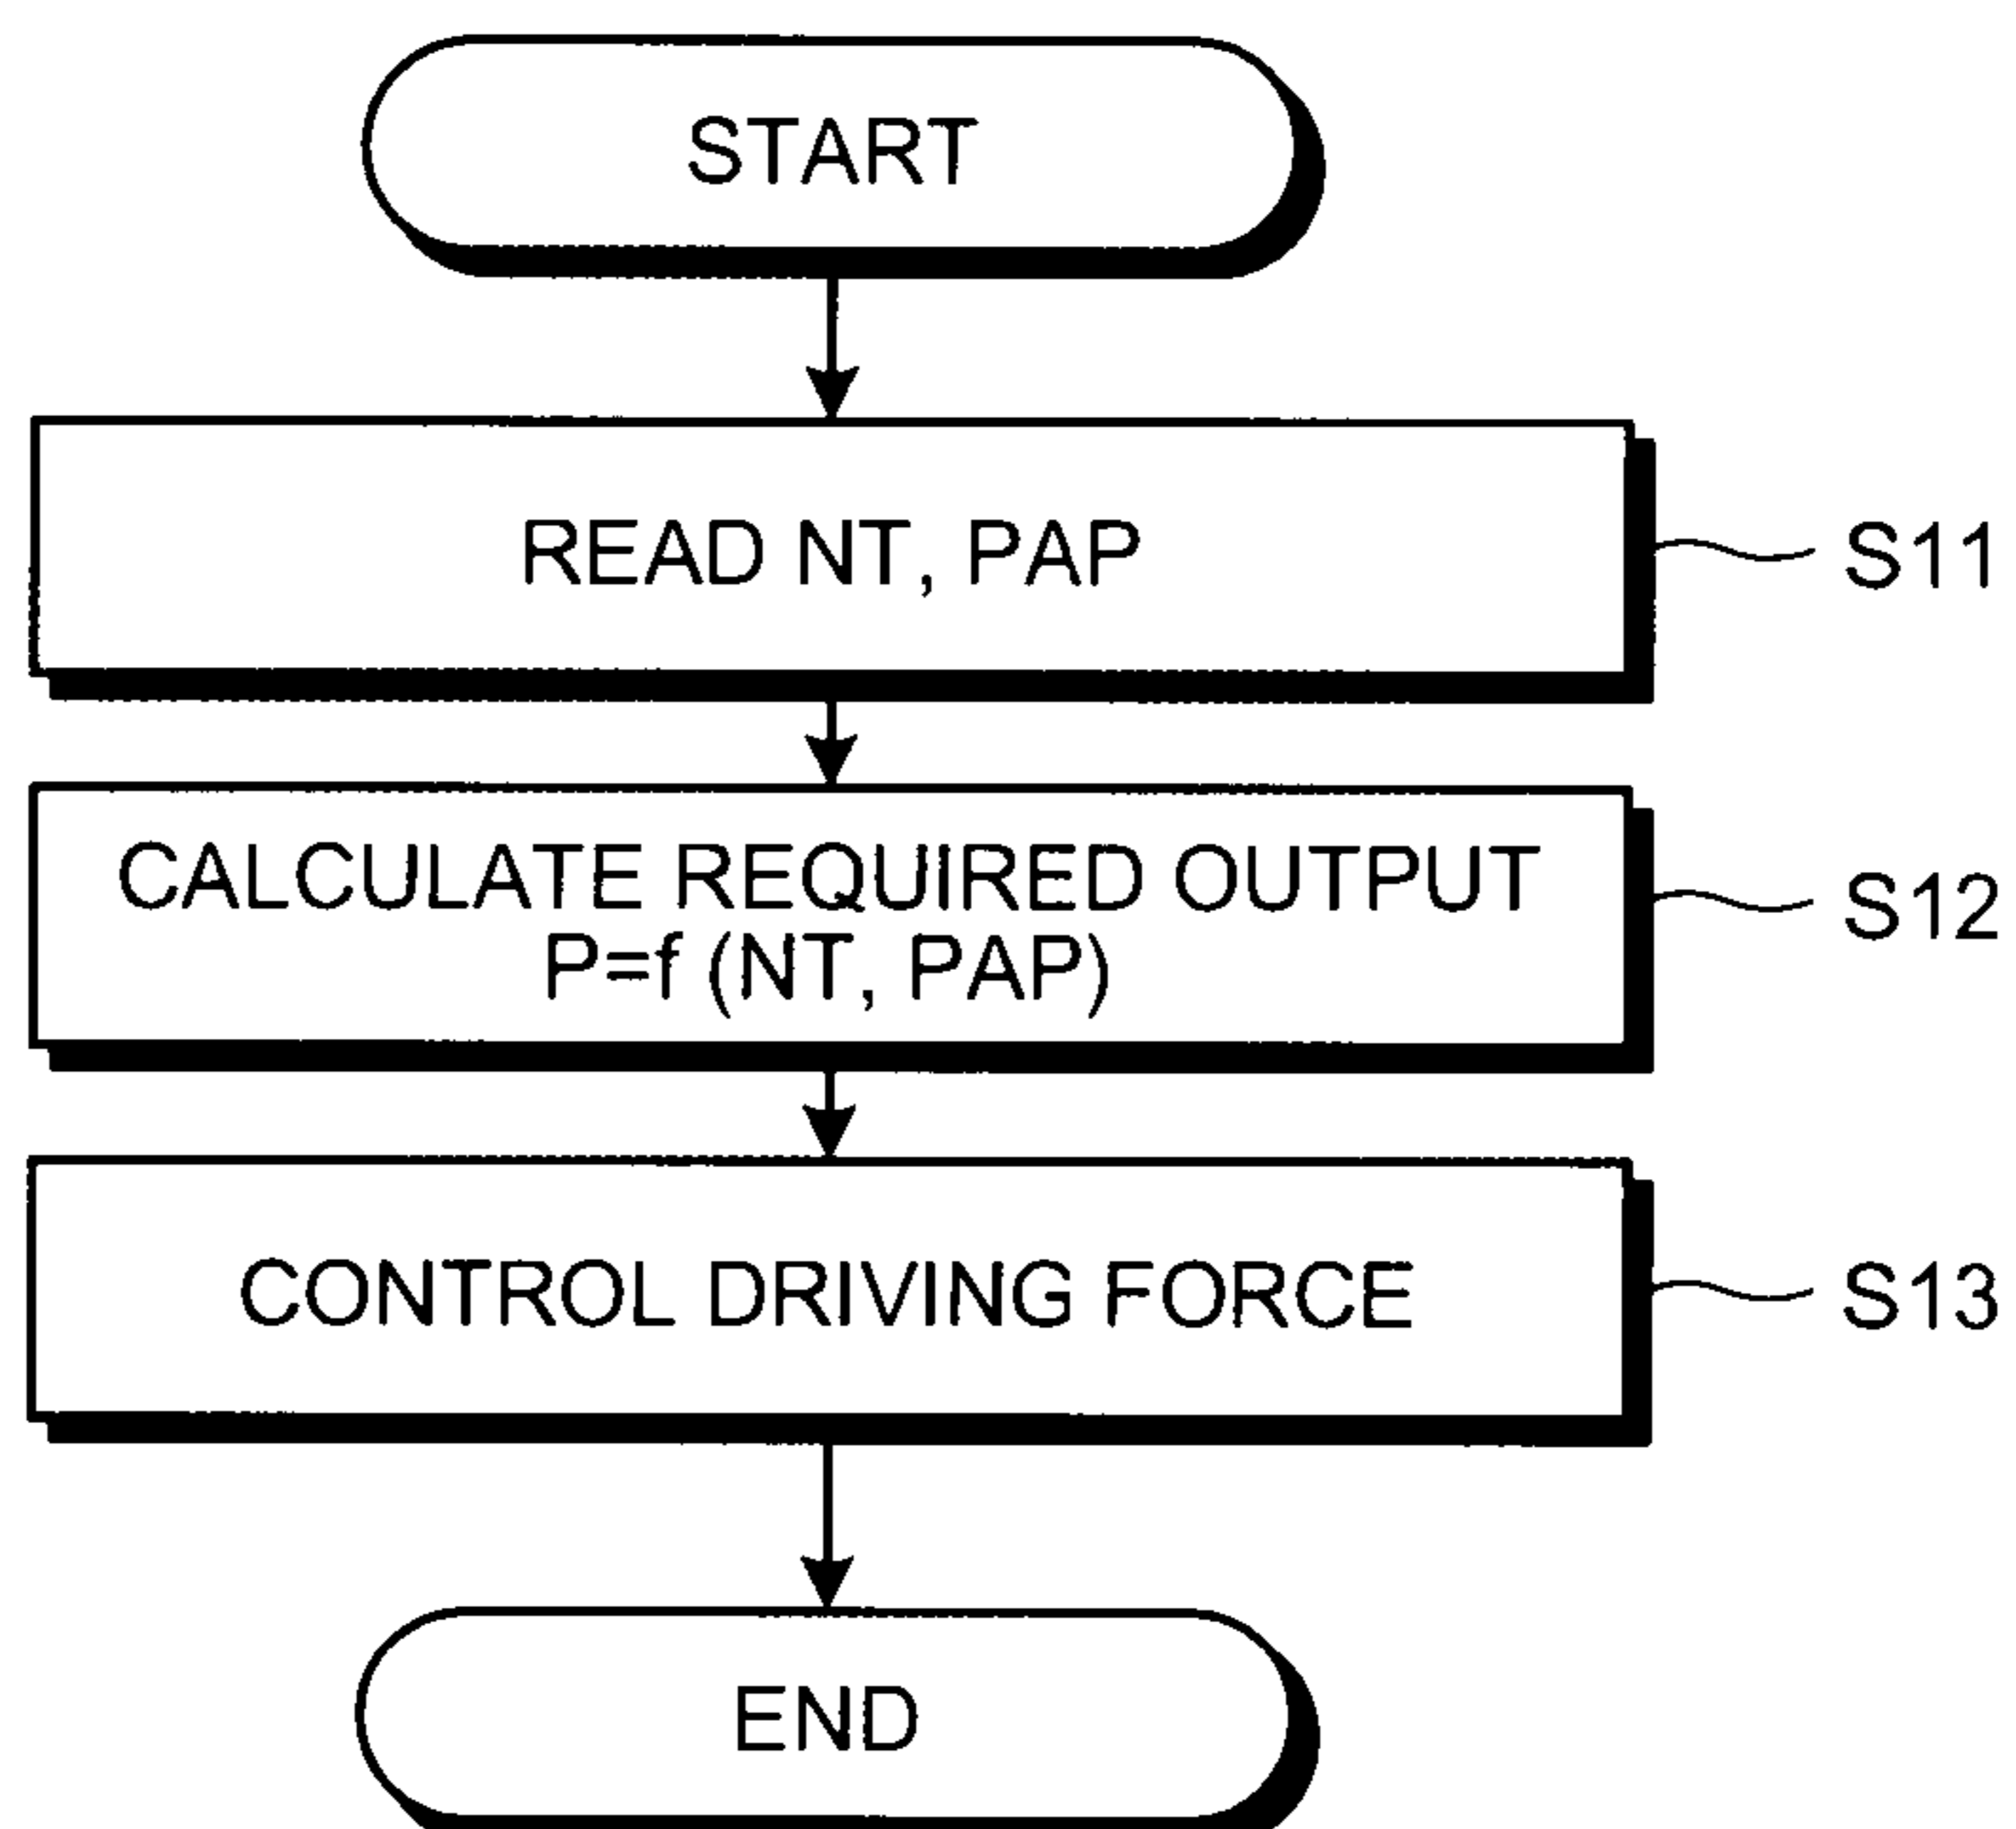 START
READ NT, PAP
S11
CALCULATE REQUIRED OUTPUT
P=f (NT, PAP)
S12
CONTROL DRIVING FORCE
S13
END